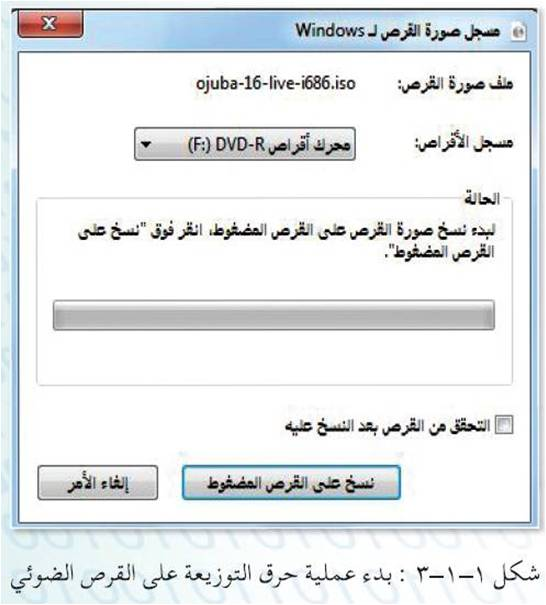 مسجل صورة القرص لـ Windows
ملف صورة القرص: ojuba-16-live-i686.iso
مسجل الأقراص: محرك أقراص DVD-R (F:)
الحالة
لبدء نسخ صورة القرص على القرص المضغوط، انقر فوق "نسخ على
القرص المضغوط".
التحقق من القرص بعد النسخ عليه
نسخ على القرص المضغوط
إلغاء الأمر
شكل ١-١-٣ : بدء عملية حرق التوزيعة على القرص الضوئي